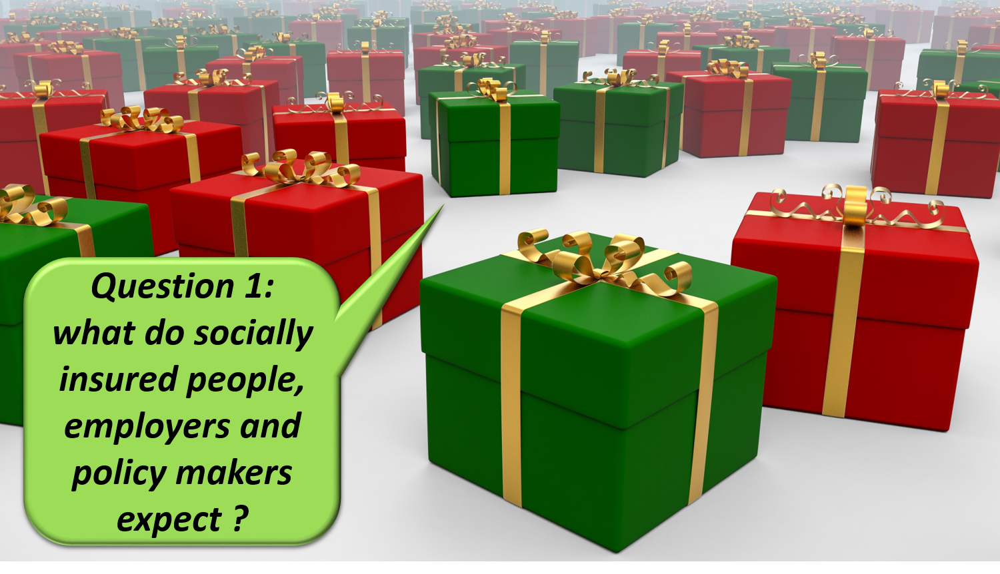 Question 1:
what do socially
insured people,
employers and
policy makers
expect ?